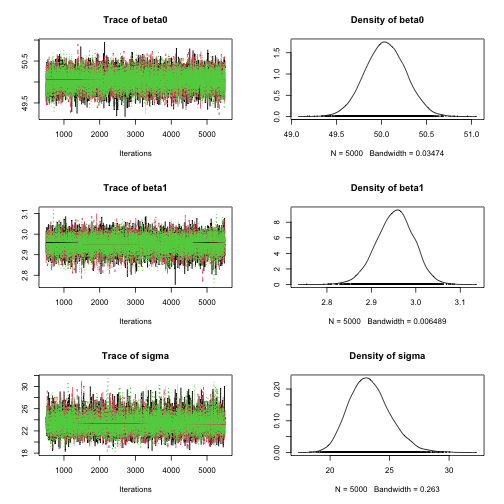 Trace of beta0
49.5 50.5
1000 2000 3000 4000 5000
Iterations
Density of beta0
0.0 0.5 1.0 1.5
49.0 49.5 50.0 50.5 51.0
N = 5000 Bandwidth = 0.03474
Trace of beta1
2.8 2.9 3.0 3.1
1000 2000 3000 4000 5000
Iterations
Density of beta1
0 2 4 6 8
2.8 2.9 3.0 3.1
N = 5000 Bandwidth = 0.006489
Trace of sigma
18 22 26 30
1000 2000 3000 4000 5000
Iterations
Density of sigma
0.00 0.10 0.20
20 25 30
N = 5000 Bandwidth = 0.263